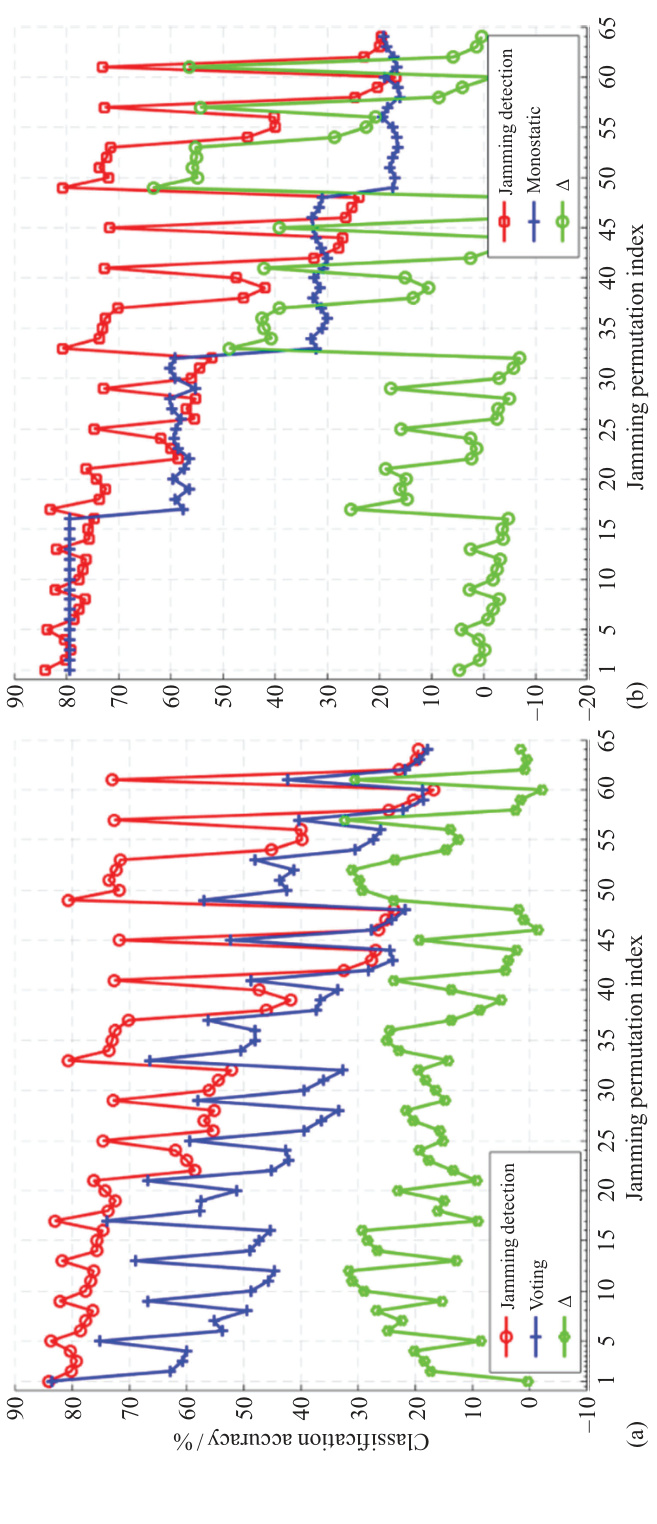 Classification accuracy / %
90
80
70
60
50
40
30
20
10
0
−10
1 5 10 15 20 25 30 35 40 45 50 55 60 65
Jamming permutation index
Jamming detection
Voting
Δ
(a)
90
80
70
60
50
40
30
20
10
0
−10
−20
1 5 10 15 20 25 30 35 40 45 50 55 60 65
Jamming permutation index
Jamming detection
Monostatic
Δ
(b)